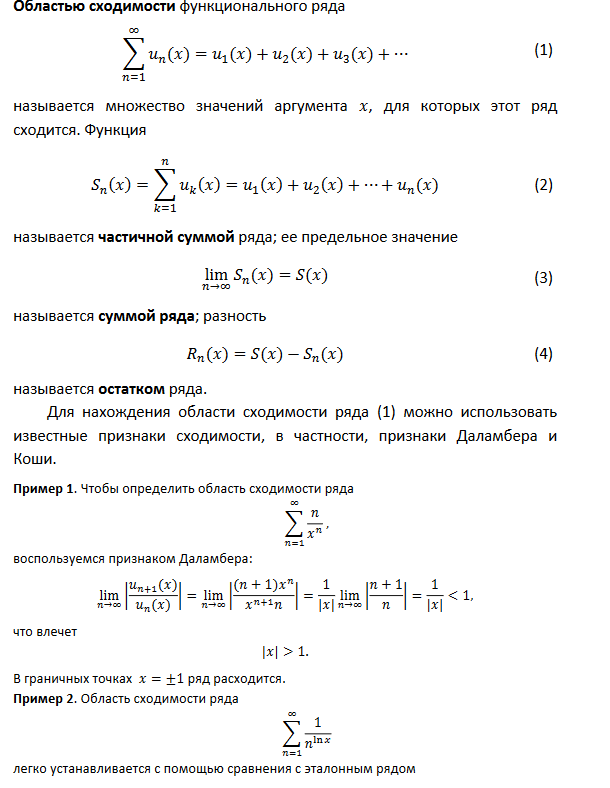 Областью сходимости функционального ряда
∑_{n=1}^{∞} u_n(x) = u_1(x) + u_2(x) + u_3(x) + ⋯ (1)
называется множество значений аргумента x, для которых этот ряд
сходится. Функция
S_n(x) = ∑_{k=1}^{n} u_k(x) = u_1(x) + u_2(x) + ⋯ + u_n(x) (2)
называется частичной суммой ряда; ее предельное значение
lim_{n→∞} S_n(x) = S(x) (3)
называется суммой ряда; разность
R_n(x) = S(x) − S_n(x) (4)
называется остатком ряда.
Для нахождения области сходимости ряда (1) можно использовать
известные признаки сходимости, в частности, признаки Даламбера и
Коши.
Пример 1. Чтобы определить область сходимости ряда
∑_{n=1}^{∞} n/x^n ,
воспользуемся признаком Даламбера:
lim_{n→∞} |u_{n+1}(x)/u_n(x)| = lim_{n→∞} |(n + 1)x^n/(x^{n+1}n)| = 1/|x| lim_{n→∞} |(n + 1)/n| = 1/|x| < 1,
что влечет
|x| > 1.
В граничных точках x = ±1 ряд расходится.
Пример 2. Область сходимости ряда
∑_{n=1}^{∞} 1/n^{ln x}
легко устанавливается с помощью сравнения с эталонным рядом